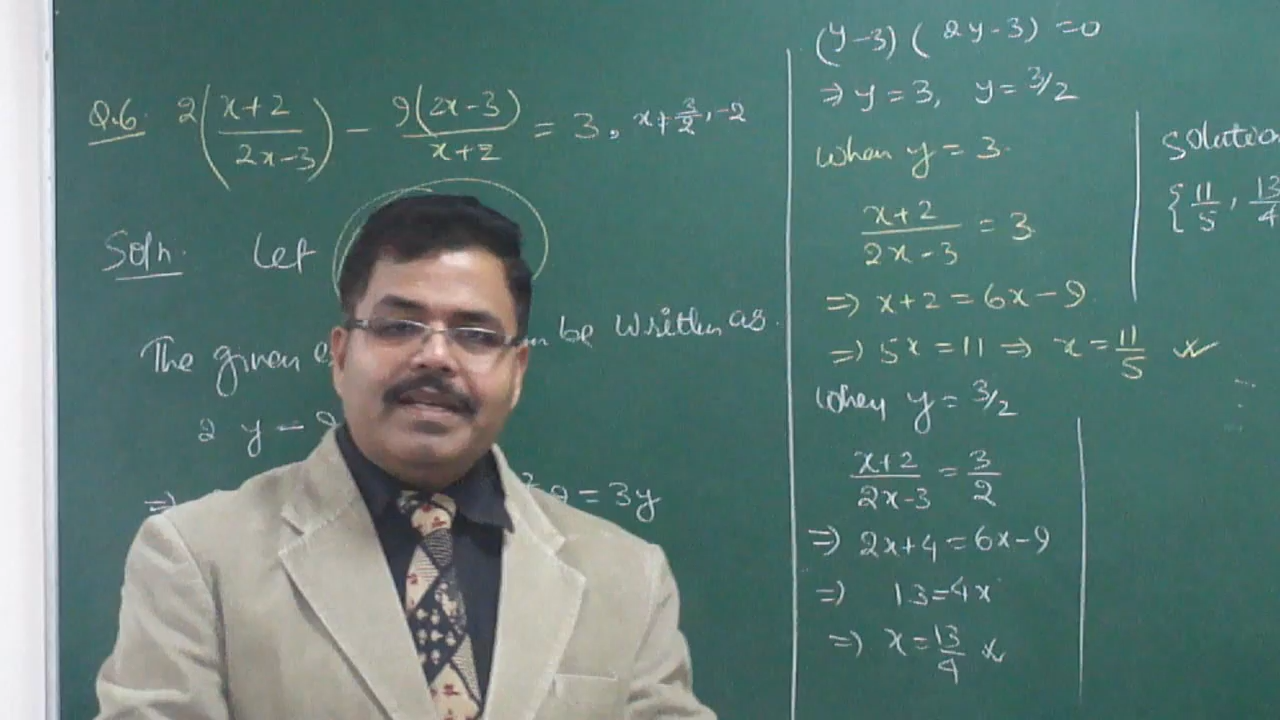 Q.6. 2(x+2/2x-3) - 9(2x-3)/x+2 = 3, x ≠ 3/2, -2
Soln. Let
The given be written as
2 y -
⇒ = 3y
(y-3) (2y-3) = 0
⇒ y = 3, y = 3/2
When y = 3.
x+2/2x-3 = 3
⇒ x+2 = 6x-9
⇒ 5x = 11 ⇒ x = 11/5
When y = 3/2
x+2/2x-3 = 3/2
⇒ 2x+4 = 6x-9
⇒ 13 = 4x
⇒ x = 13/4
Solution
{11/5, 13/4